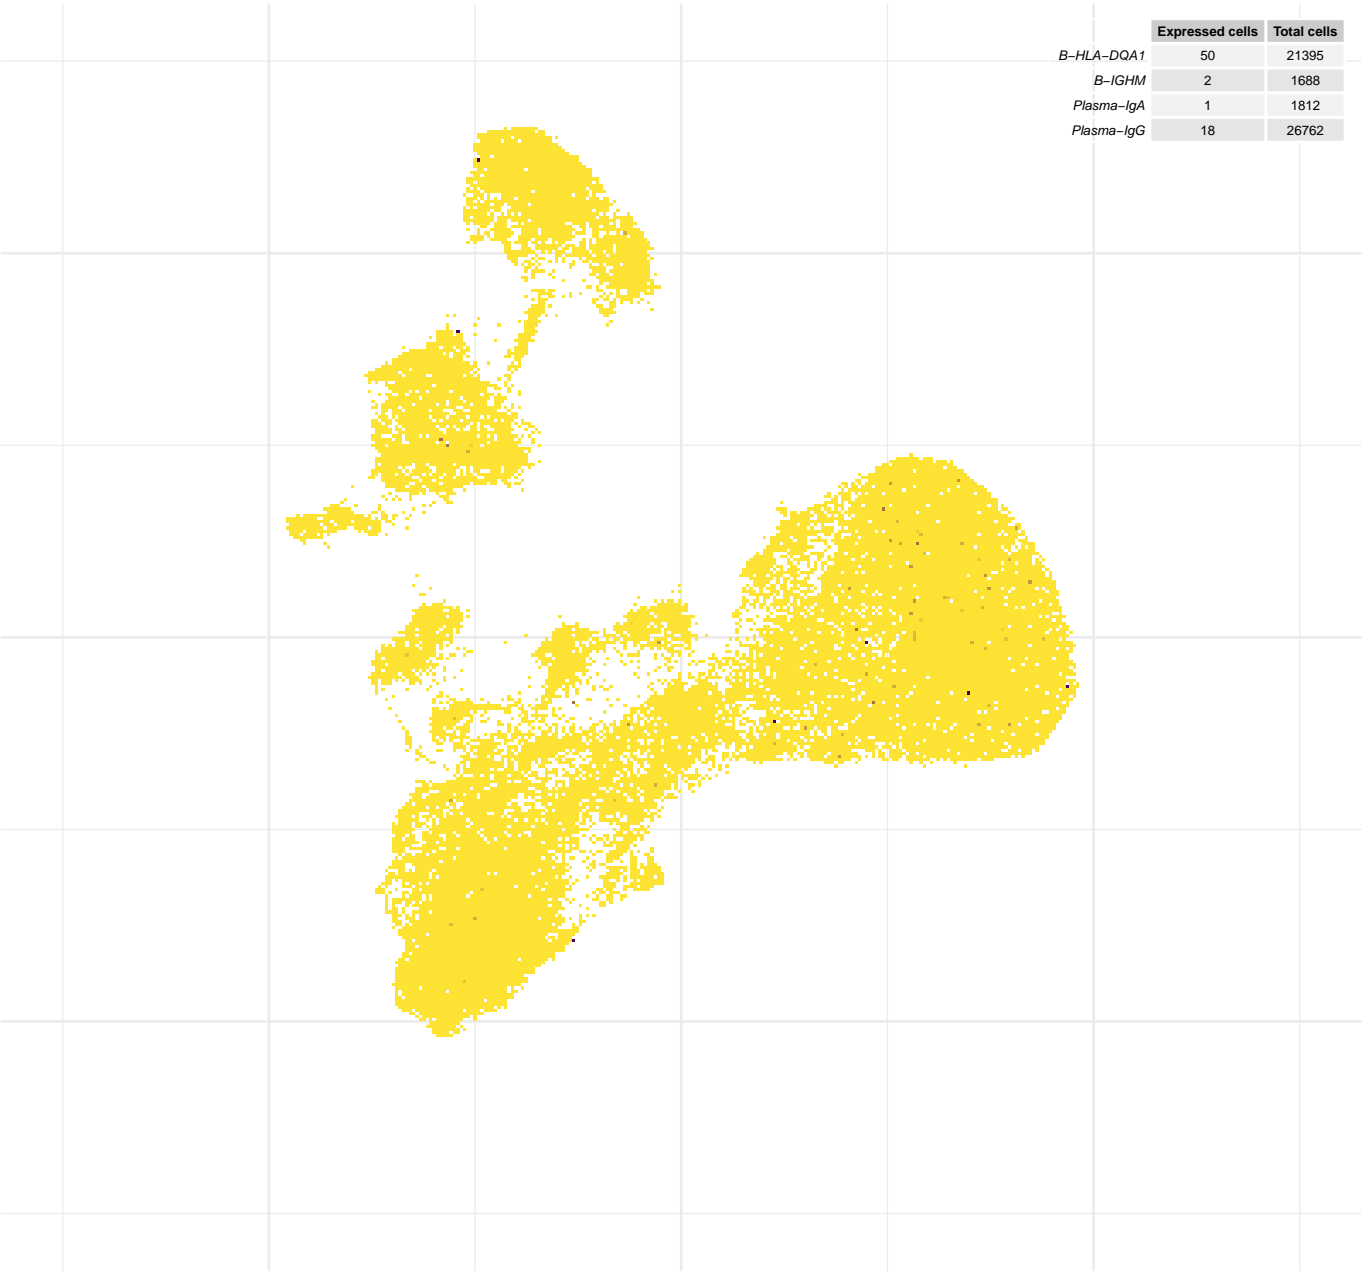 Expressed cells Total cells
B−HLA−DQA1 50 21395
B−IGHM 2 1688
Plasma−IgA 1 1812
Plasma−IgG 18 26762